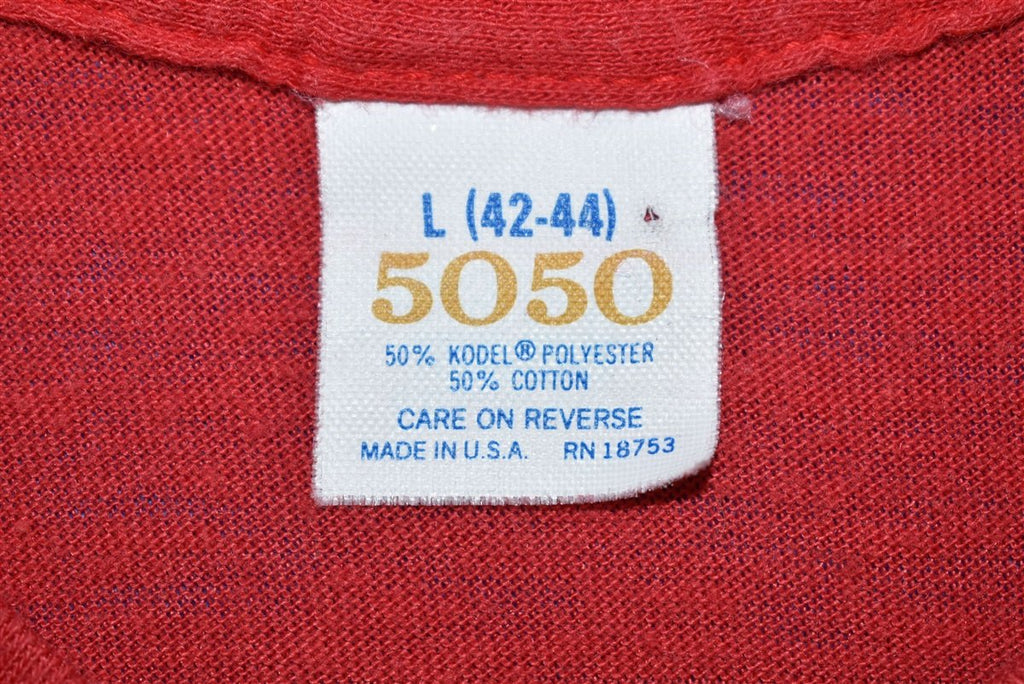 L (42-44)
5050
50% KODEL® POLYESTER
50% COTTON
CARE ON REVERSE
MADE IN U.S.A. RN 18753